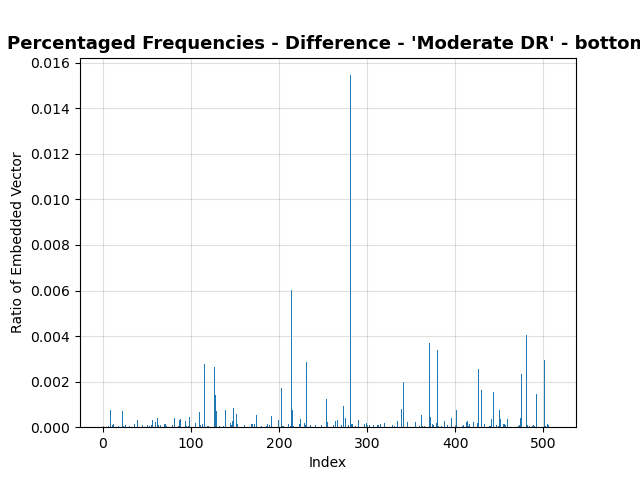 Percentaged Frequencies - Difference - 'Moderate DR' - bottom
0.016
0.014
0.012
0.010
0.008
0.006
0.004
0.002
0.000
Ratio of Embedded Vector
0 100 200 300 400 500
Index